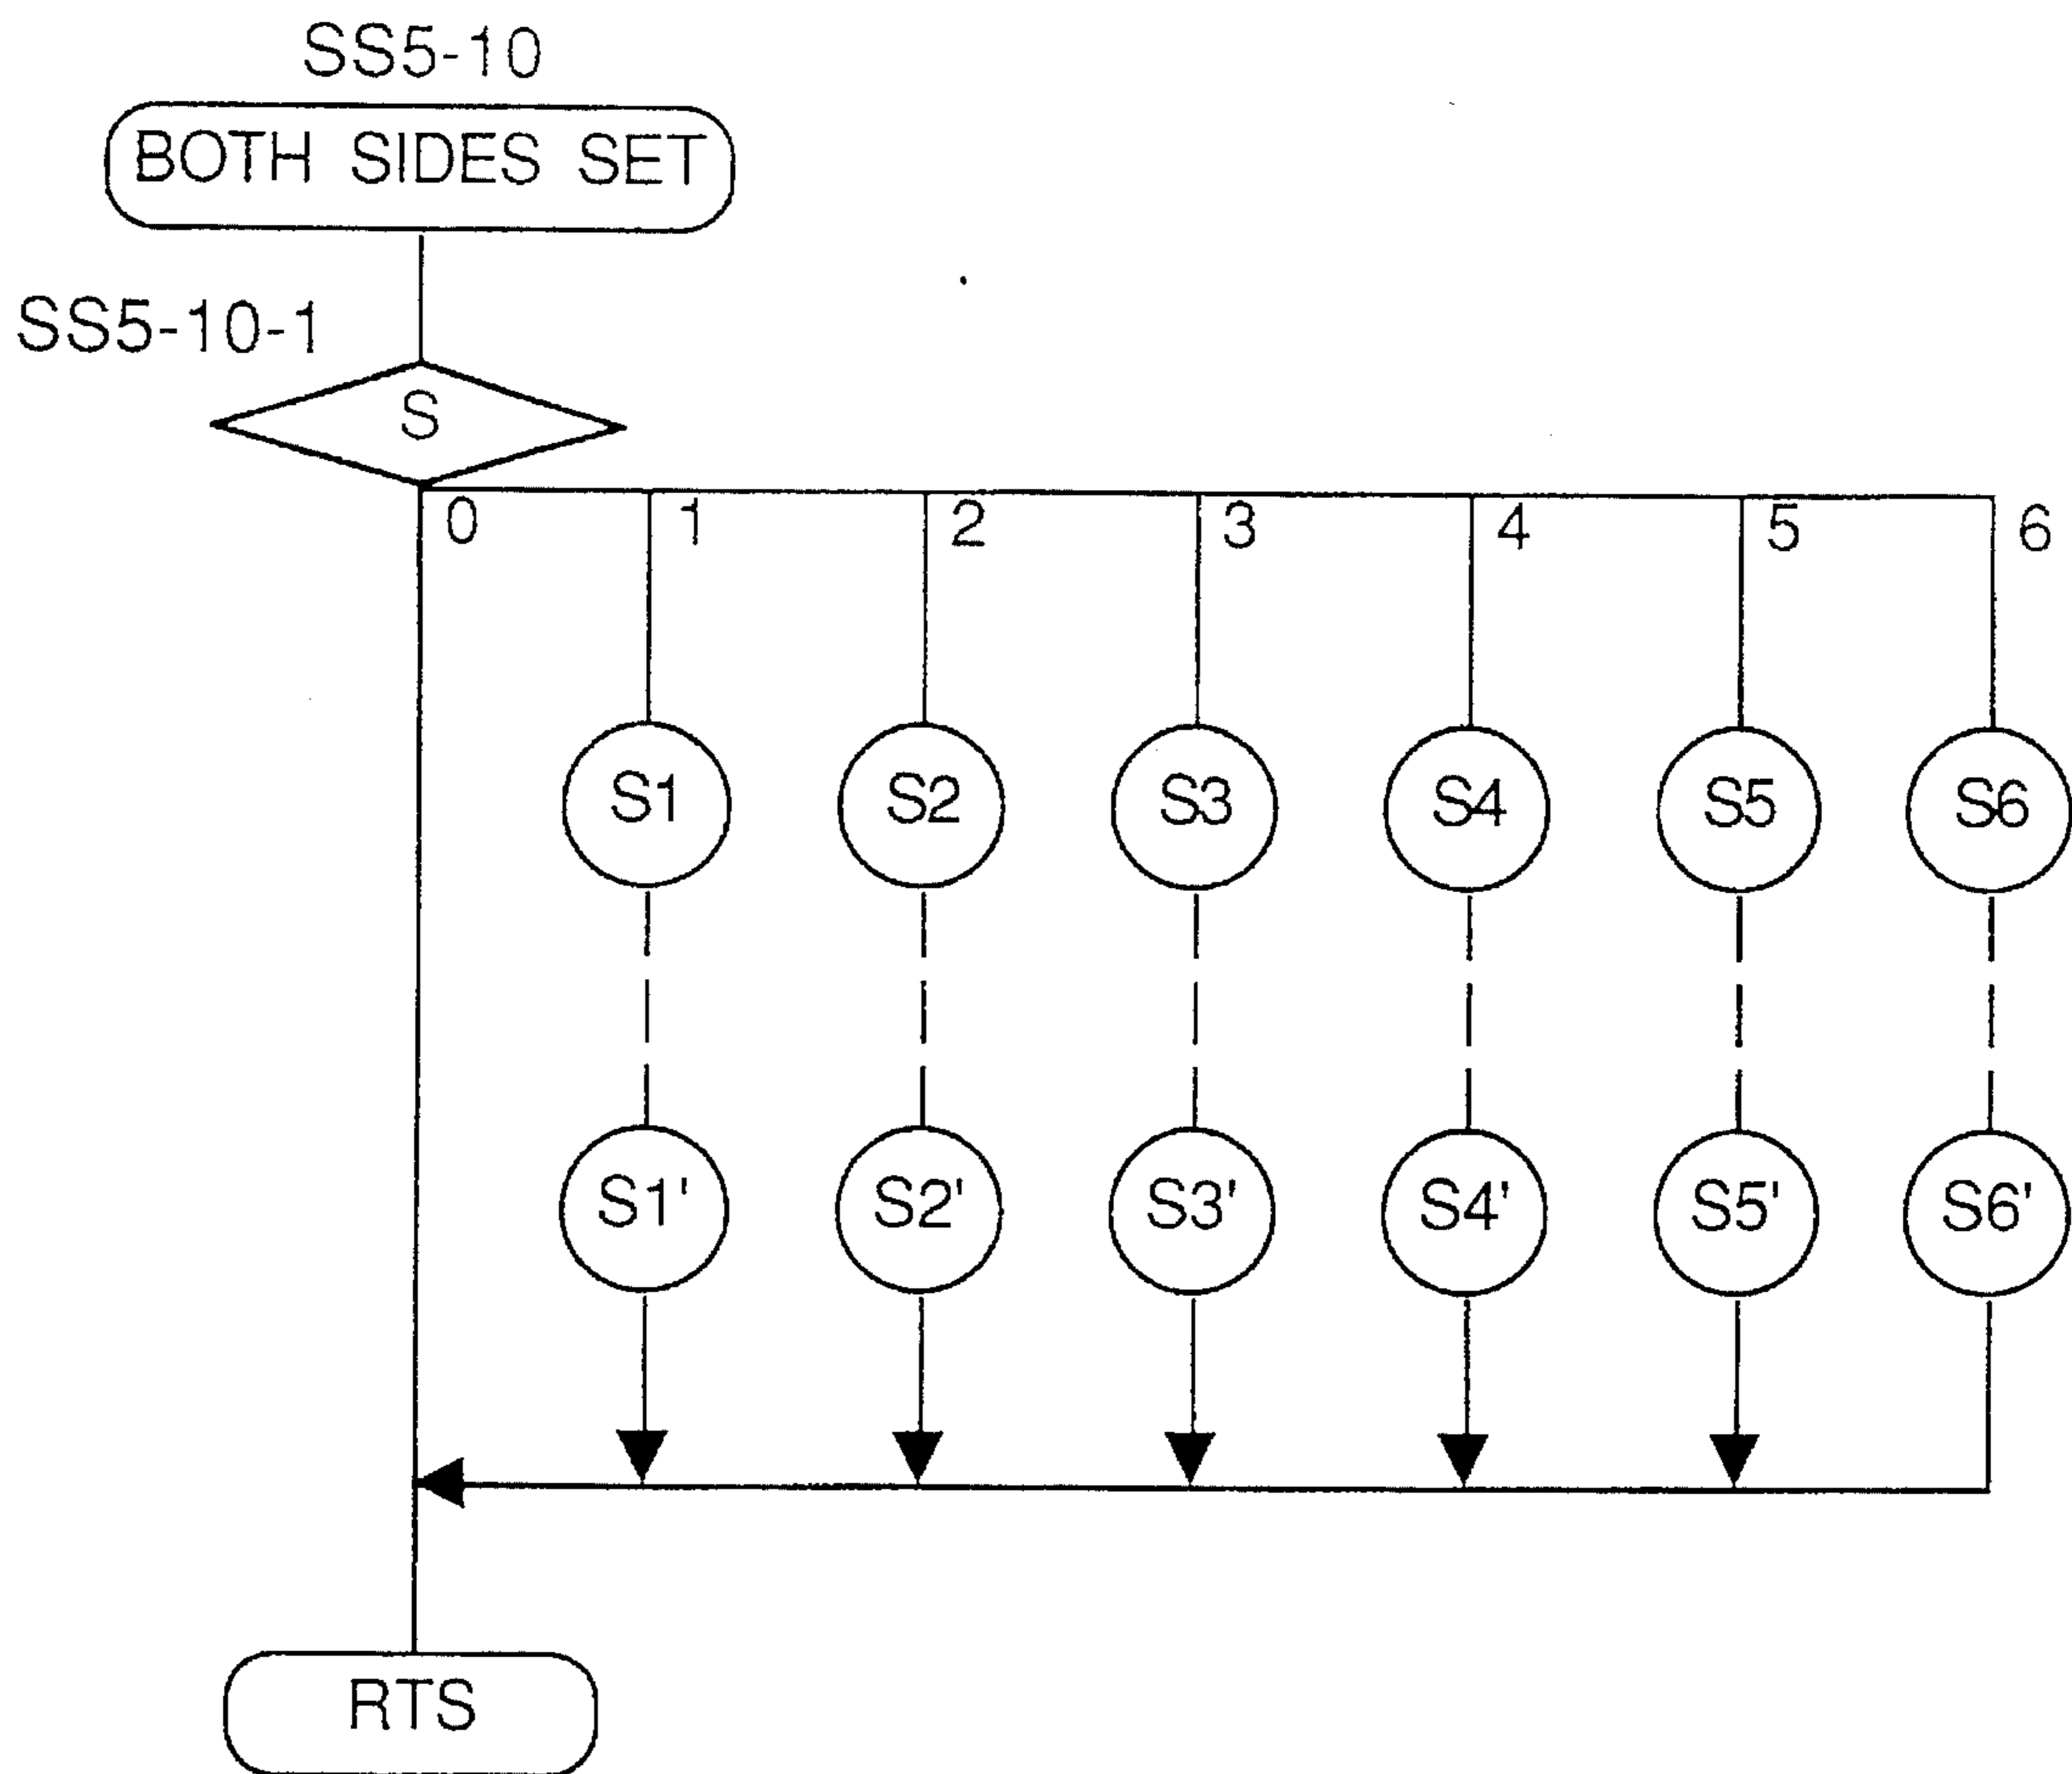 SS5-10
BOTH SIDES SET
SS5-10-1
S
0 1 2 3 4 5 6
S1 S2 S3 S4 S5 S6
S1' S2' S3' S4' S5' S6'
RTS